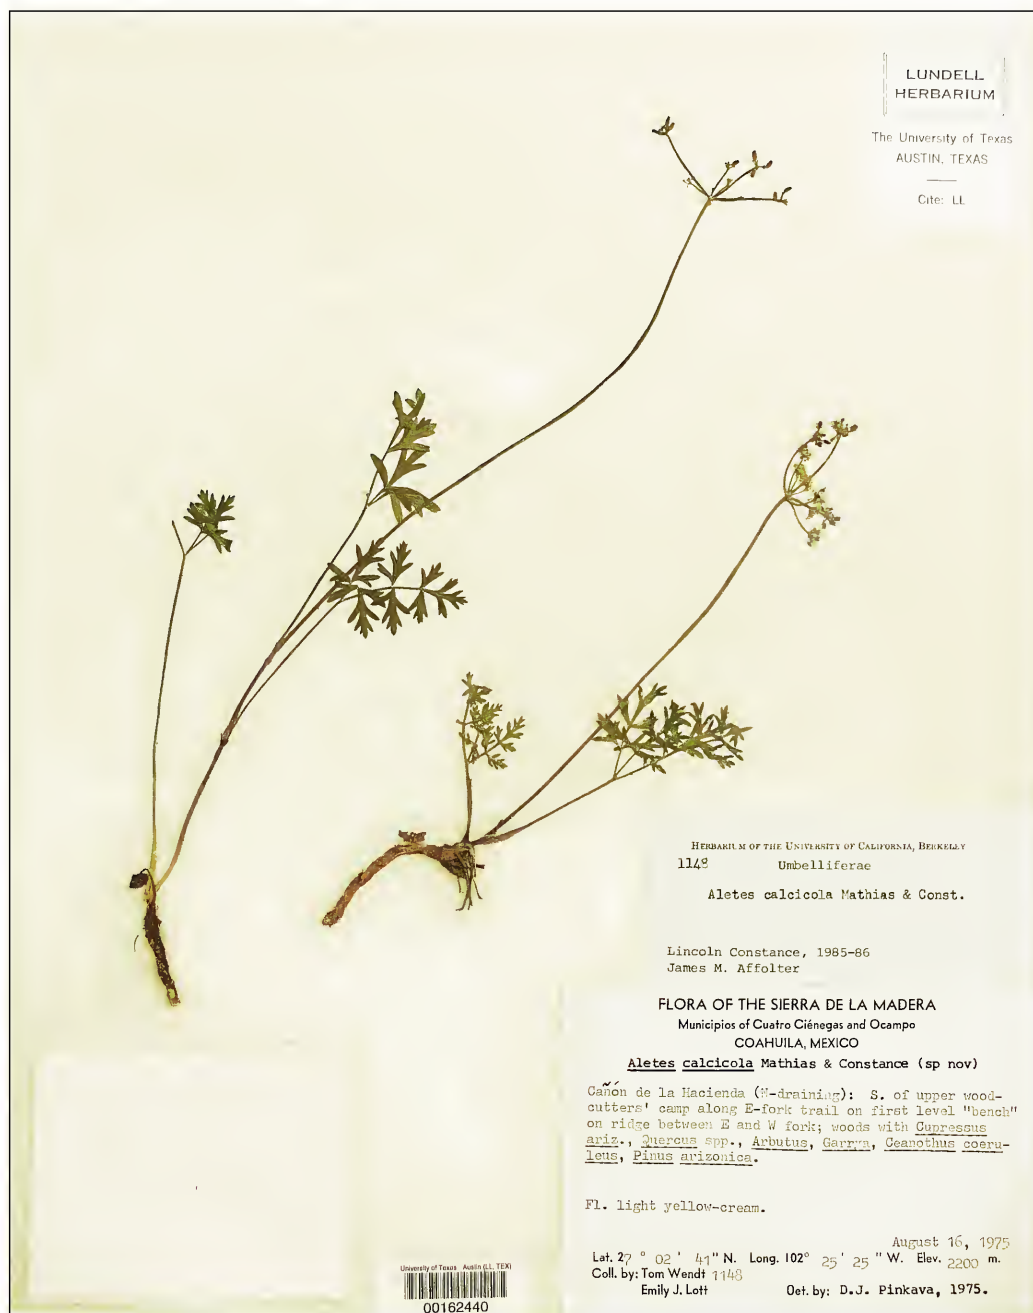 LUNDELL
HERBARIUM
The University of Texas
AUSTIN, TEXAS
Cite: LL
HERBARIUM OF THE UNIVERSITY OF CALIFORNIA, BERKELEY
1148 Umbelliferae
Aletes calcicola Mathias & Const.
Lincoln Constance, 1985-86
James M. Affolter
FLORA OF THE SIERRA DE LA MADERA
Municipios of Cuatro Ciénegas and Ocampo
COAHUILA, MEXICO
Aletes calcicola Mathias & Constance (sp nov)
Cañón de la Hacienda (N-draining): S. of upper wood-
cutters' camp along E-fork trail on first level "bench"
on ridge between E and W fork; woods with Cupressus
ariz., Quercus spp., Arbutus, Garrya, Ceanothus coeru-
leus, Pinus arizonica.
Fl. light yellow-cream.
August 16, 1975
Lat. 27 ° 02 ' 41" N. Long. 102° 25 ' 25 " W. Elev. 2200 m.
Coll. by: Tom Wendt 1148
Emily J. Lott Det. by: D.J. Pinkava, 1975.
University of Texas Austin (LL, TEX)
00162440